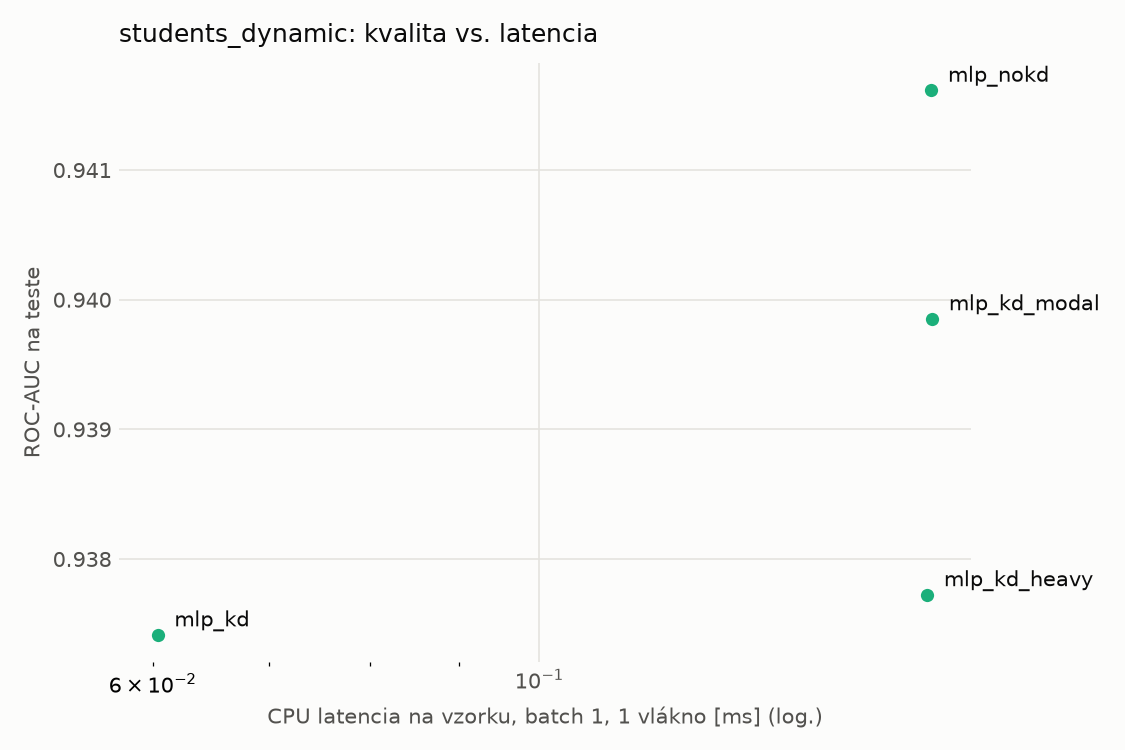 students_dynamic: kvalita vs. latencia
mlp_nokd
0.941
mlp_kd_modal
0.940
ROC-AUC na teste
0.939
0.938
mlp_kd_heavy
mlp_kd
6 × 10⁻²
10⁻¹
CPU latencia na vzorku, batch 1, 1 vlákno [ms] (log.)